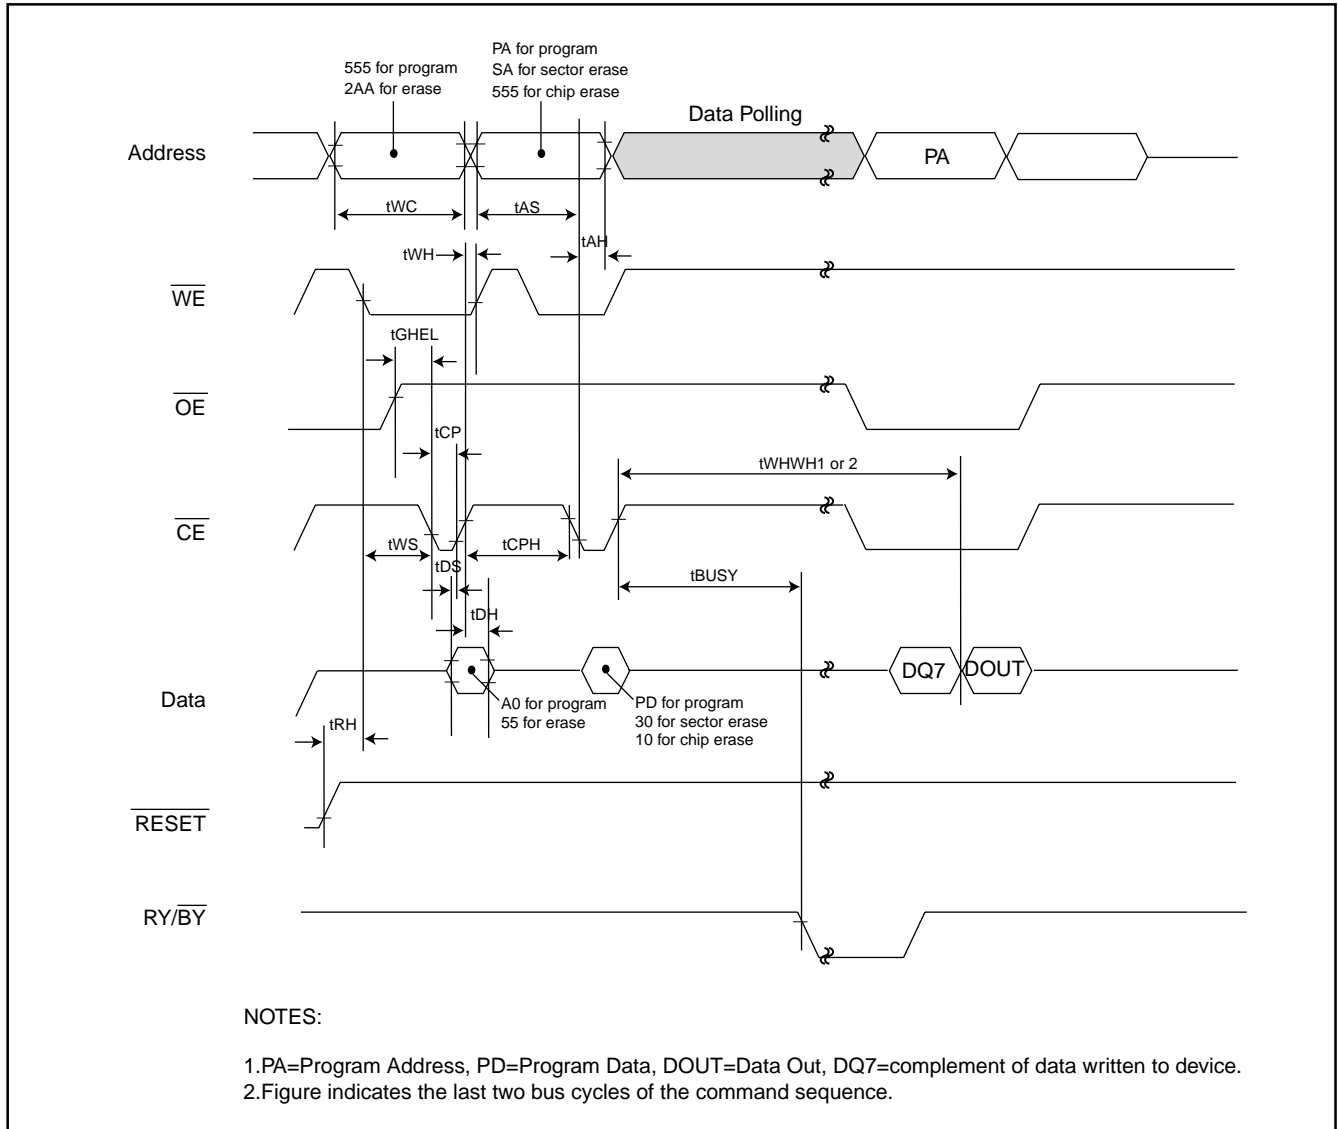 555 for program
2AA for erase
PA for program
SA for sector erase
555 for chip erase
Data Polling
Address
PA
tWC
tAS
tWH
tAH
WE
tGHEL
OE
tCP
tWHWH1 or 2
CE
tWS
tCPH
tDS
tBUSY
tDH
DQ7
DOUT
Data
A0 for program
55 for erase
PD for program
30 for sector erase
10 for chip erase
tRH
RESET
RY/BY
NOTES:
1.PA=Program Address, PD=Program Data, DOUT=Data Out, DQ7=complement of data written to device.
2.Figure indicates the last two bus cycles of the command sequence.